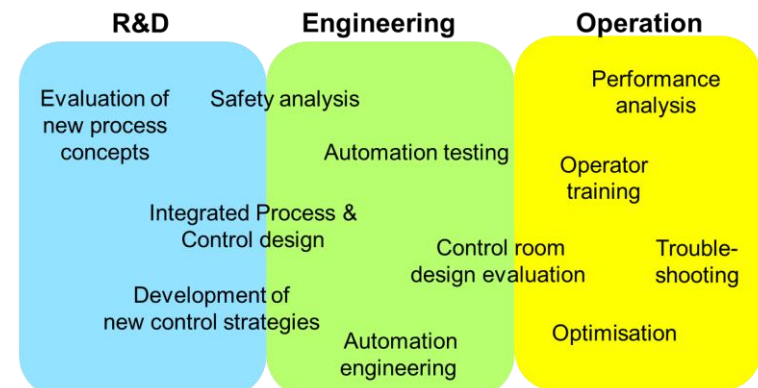 R&D
Engineering
Operation
Evaluation of
new process
concepts
Safety analysis
Performance
analysis
Automation testing
Operator
training
Integrated Process &
Control design
Control room
design evaluation
Trouble-
shooting
Development of
new control strategies
Automation
engineering
Optimisation